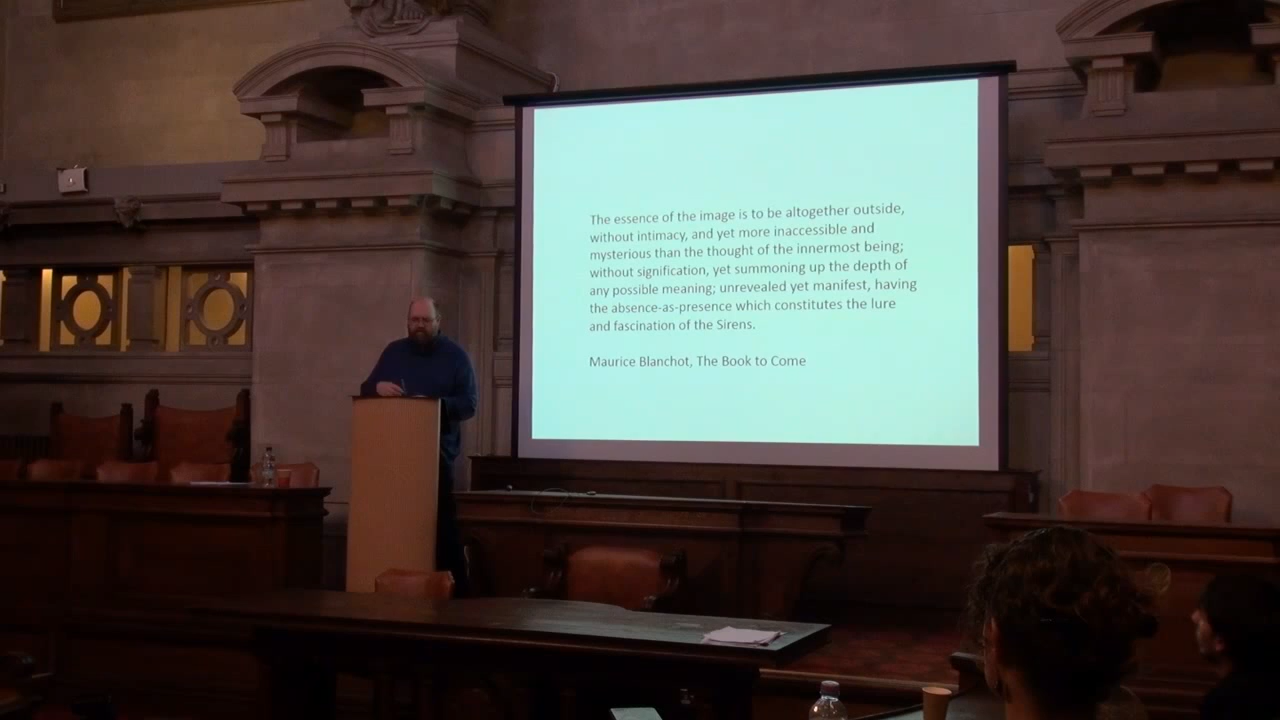 The essence of the image is to be altogether outside,
without intimacy, and yet more inaccessible and
mysterious than the thought of the innermost being;
without signification, yet summoning up the depth of
any possible meaning; unrevealed yet manifest, having
the absence-as-presence which constitutes the lure
and fascination of the Sirens.
Maurice Blanchot, The Book to Come